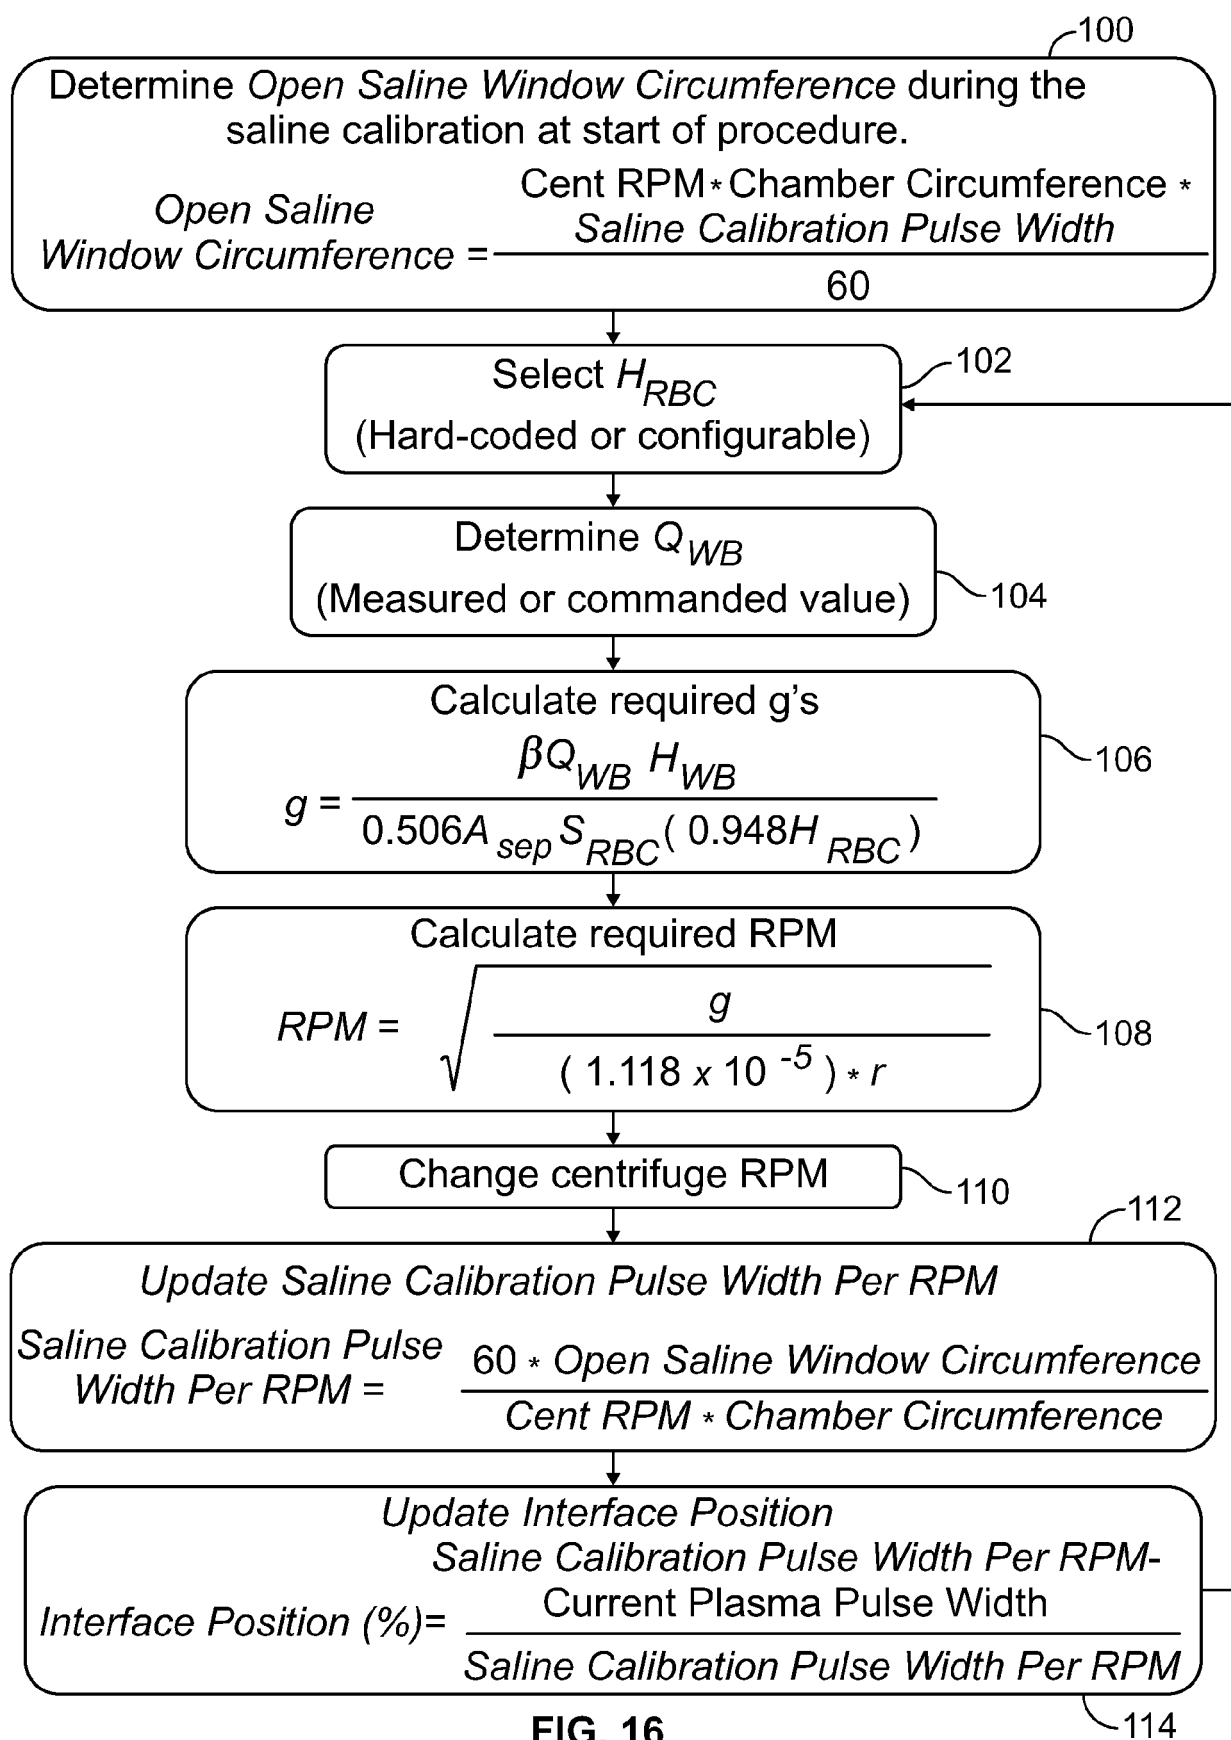 100
Determine Open Saline Window Circumference during the
saline calibration at start of procedure.
Open Saline
Window Circumference =
Cent RPM * Chamber Circumference *
Saline Calibration Pulse Width
60
Select H_RBC
(Hard-coded or configurable)
102
Determine Q_WB
(Measured or commanded value)
104
Calculate required g's
g =
βQ_WB H_WB
0.506A_sep S_RBC( 0.948H_RBC )
106
Calculate required RPM
RPM = √
g
( 1.118 x 10^-5 ) * r
108
Change centrifuge RPM
110
112
Update Saline Calibration Pulse Width Per RPM
Saline Calibration Pulse
Width Per RPM =
60 * Open Saline Window Circumference
Cent RPM * Chamber Circumference
Update Interface Position
Interface Position (%)=
Saline Calibration Pulse Width Per RPM-
Current Plasma Pulse Width
Saline Calibration Pulse Width Per RPM
114
FIG. 16